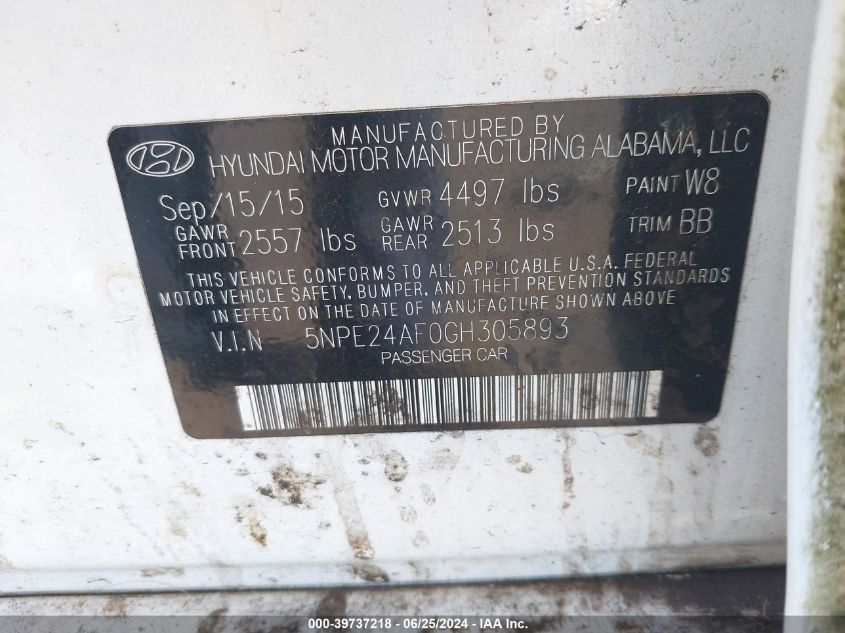 MANUFACTURED BY
HYUNDAI MOTOR MANUFACTURING ALABAMA, LLC
Sep/15/15 GVWR 4497 lbs PAINT W8
GAWR FRONT 2557 lbs GAWR REAR 2513 lbs TRIM BB
THIS VEHICLE CONFORMS TO ALL APPLICABLE U.S.A. FEDERAL
MOTOR VEHICLE SAFETY, BUMPER, AND THEFT PREVENTION STANDARDS
IN EFFECT ON THE DATE OF MANUFACTURE SHOWN ABOVE
V.I.N 5NPE24AF0GH305893
PASSENGER CAR
000-39737218 - 06/25/2024 - IAA Inc.